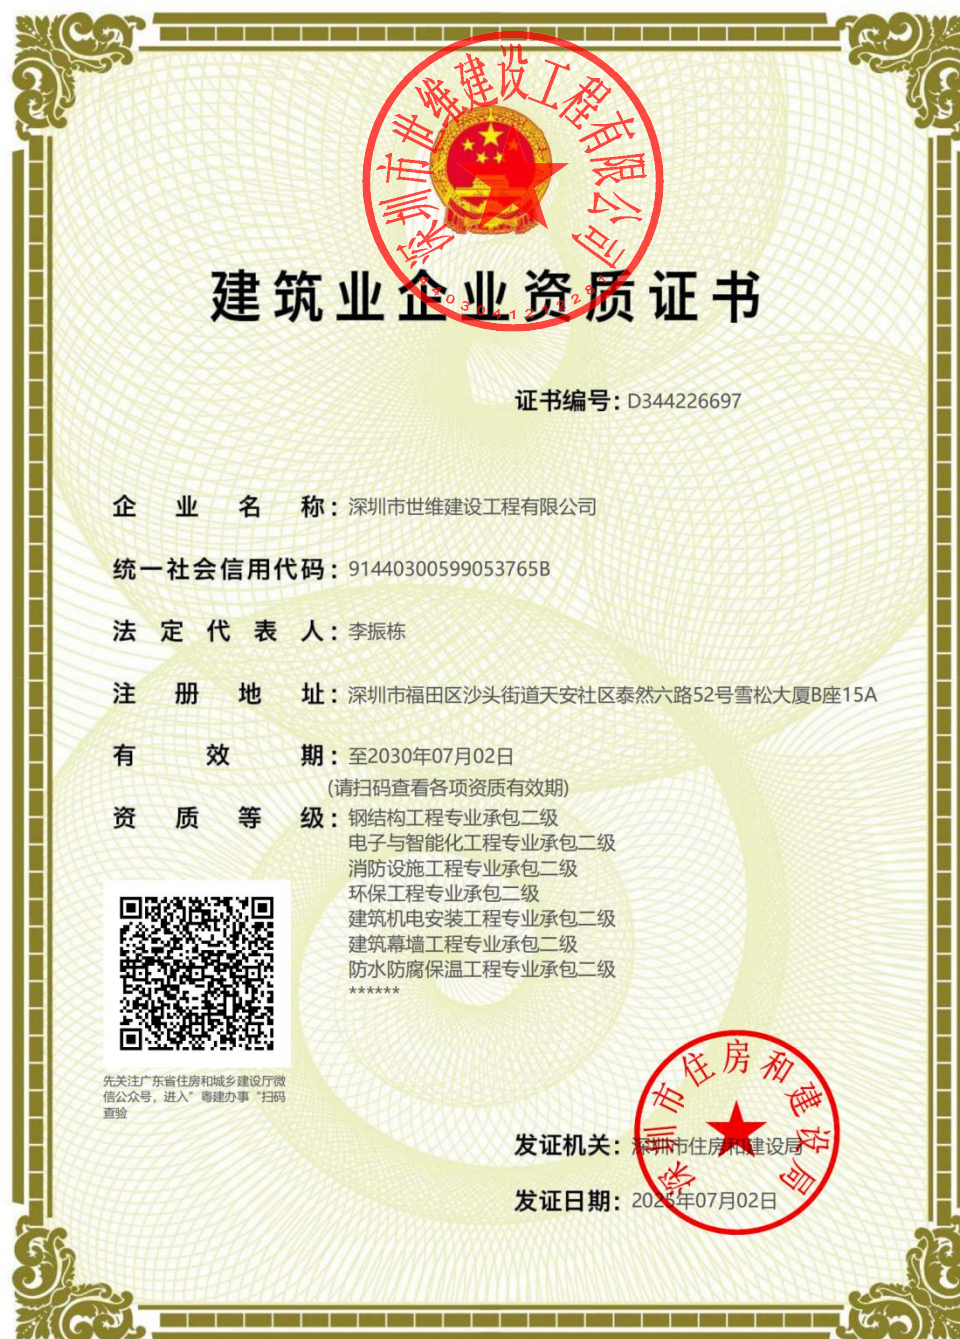 深圳市世维建设工程有限公司
建筑业企业资质证书
证书编号：D344226697
企业名称：深圳市世维建设工程有限公司
统一社会信用代码：91440300599053765B
法定代表人：李振栋
注册地址：深圳市福田区沙头街道天安社区泰然六路52号雪松大厦B座15A
有效期：至2030年07月02日
(请扫码查看各项资质有效期)
资质等级：钢结构工程专业承包二级
电子与智能化工程专业承包二级
消防设施工程专业承包二级
环保工程专业承包二级
建筑机电安装工程专业承包二级
建筑幕墙工程专业承包二级
防水防腐保温工程专业承包二级
******
先关注广东省住房和城乡建设厅微
信公众号，进入”粤建办事“扫码
查验
深圳市住房和建设局
发证机关：深圳市住房和建设局
发证日期：2025年07月02日